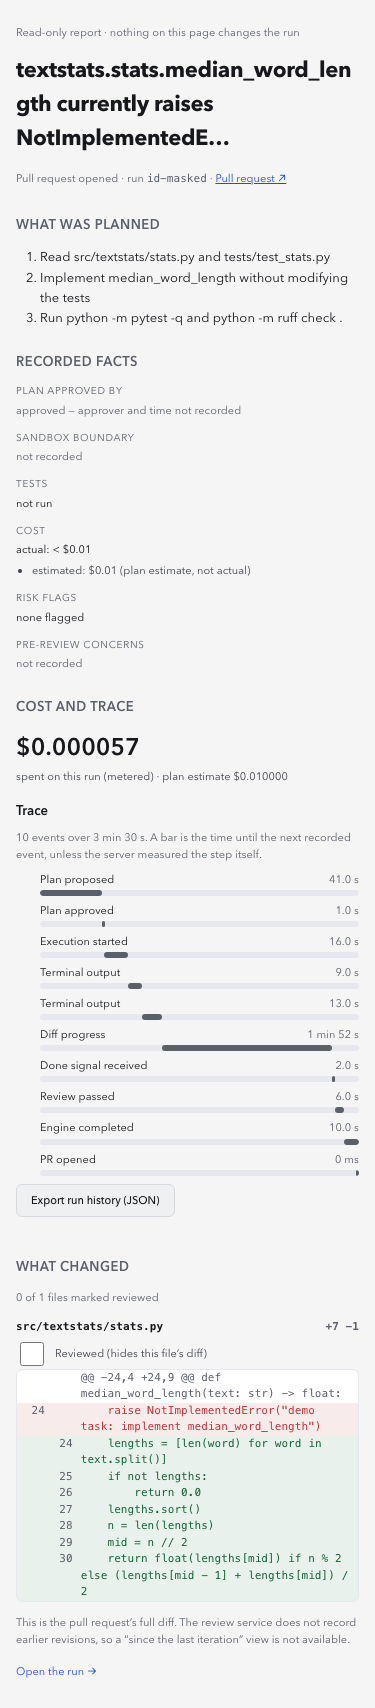 Read-only report · nothing on this page changes the run
textstats.stats.median_word_len
gth currently raises
NotImplementedE…
Pull request opened · run id-masked · Pull request ↗
WHAT WAS PLANNED
1. Read src/textstats/stats.py and tests/test_stats.py
2. Implement median_word_length without modifying
the tests
3. Run python -m pytest -q and python -m ruff check .
RECORDED FACTS
PLAN APPROVED BY
approved — approver and time not recorded
SANDBOX BOUNDARY
not recorded
TESTS
not run
COST
actual: < $0.01
• estimated: $0.01 (plan estimate, not actual)
RISK FLAGS
none flagged
PRE-REVIEW CONCERNS
not recorded
COST AND TRACE
$0.000057
spent on this run (metered) · plan estimate $0.010000
Trace
10 events over 3 min 30 s. A bar is the time until the next recorded
event, unless the server measured the step itself.
Plan proposed 41.0 s
Plan approved 1.0 s
Execution started 16.0 s
Terminal output 9.0 s
Terminal output 13.0 s
Diff progress 1 min 52 s
Done signal received 2.0 s
Review passed 6.0 s
Engine completed 10.0 s
PR opened 0 ms
Export run history (JSON)
WHAT CHANGED
0 of 1 files marked reviewed
src/textstats/stats.py +7 −1
Reviewed (hides this file's diff)
@@ −24,4 +24,9 @@ def
median_word_length(text: str) −> float:
24 raise NotImplementedError("demo
task: implement median_word_length")
24 lengths = [len(word) for word in
text.split()]
25 if not lengths:
26 return 0.0
27 lengths.sort()
28 n = len(lengths)
29 mid = n // 2
30 return float(lengths[mid]) if n % 2
else (lengths[mid − 1] + lengths[mid]) /
2
This is the pull request's full diff. The review service does not record
earlier revisions, so a "since the last iteration" view is not available.
Open the run →